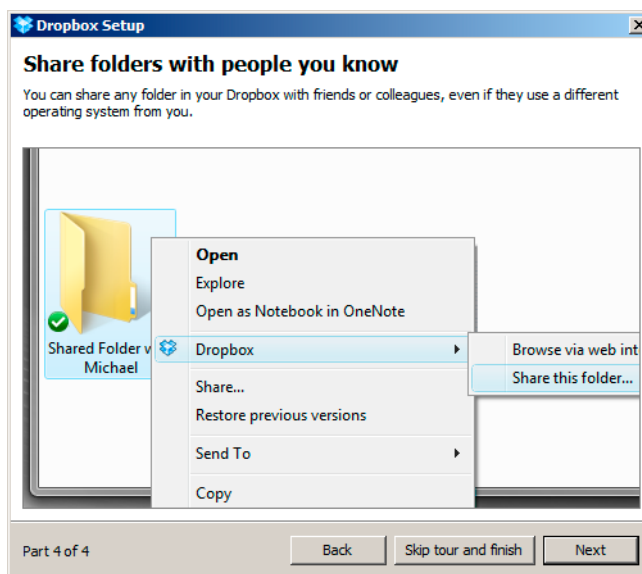 Dropbox Setup
Share folders with people you know
You can share any folder in your Dropbox with friends or colleagues, even if they use a different
operating system from you.
Open
Explore
Open as Notebook in OneNote
Shared Folder w
Michael
Dropbox
Browse via web int
Share this folder...
Share...
Restore previous versions
Send To
Copy
Part 4 of 4
Back
Skip tour and finish
Next